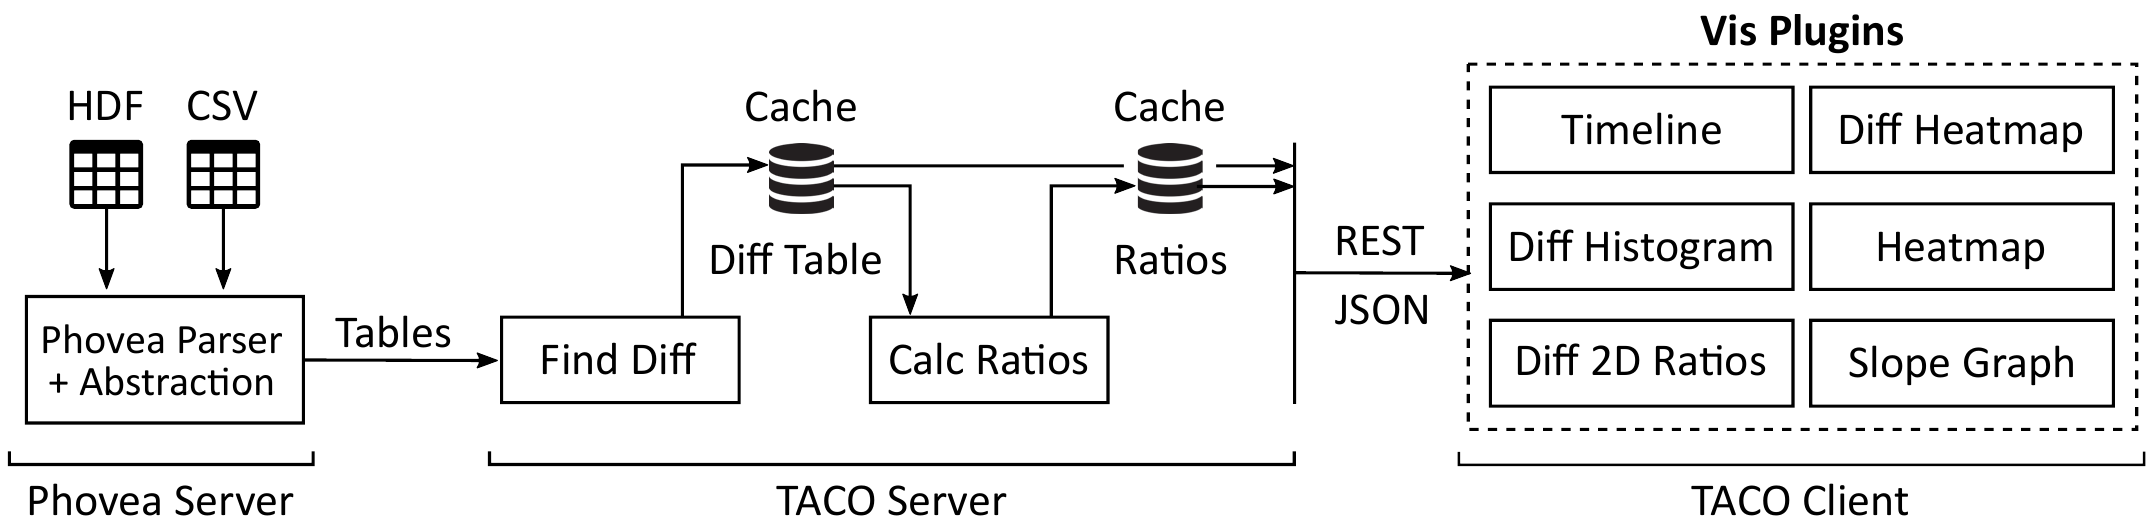 HDF
CSV
Phovea Parser
+ Abstraction
Phovea Server
Tables
Find Diff
Cache
Diff Table
Calc Ratios
Cache
Ratios
TACO Server
REST
JSON
Vis Plugins
Timeline
Diff Heatmap
Diff Histogram
Heatmap
Diff 2D Ratios
Slope Graph
TACO Client